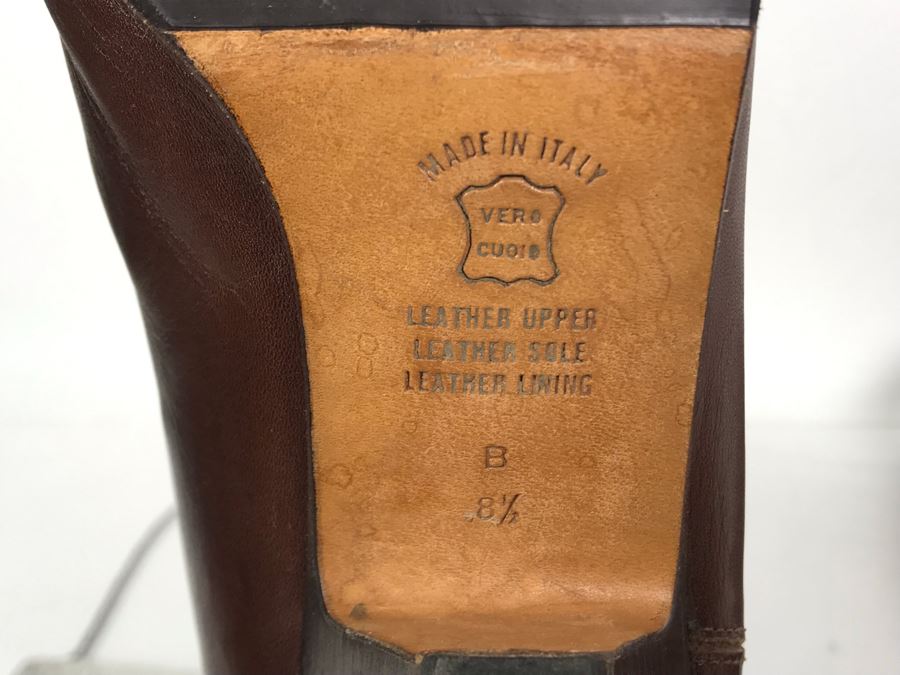 MADE IN ITALY
VERO
CUOIO
LEATHER UPPER
LEATHER SOLE
LEATHER LINING
B
8½